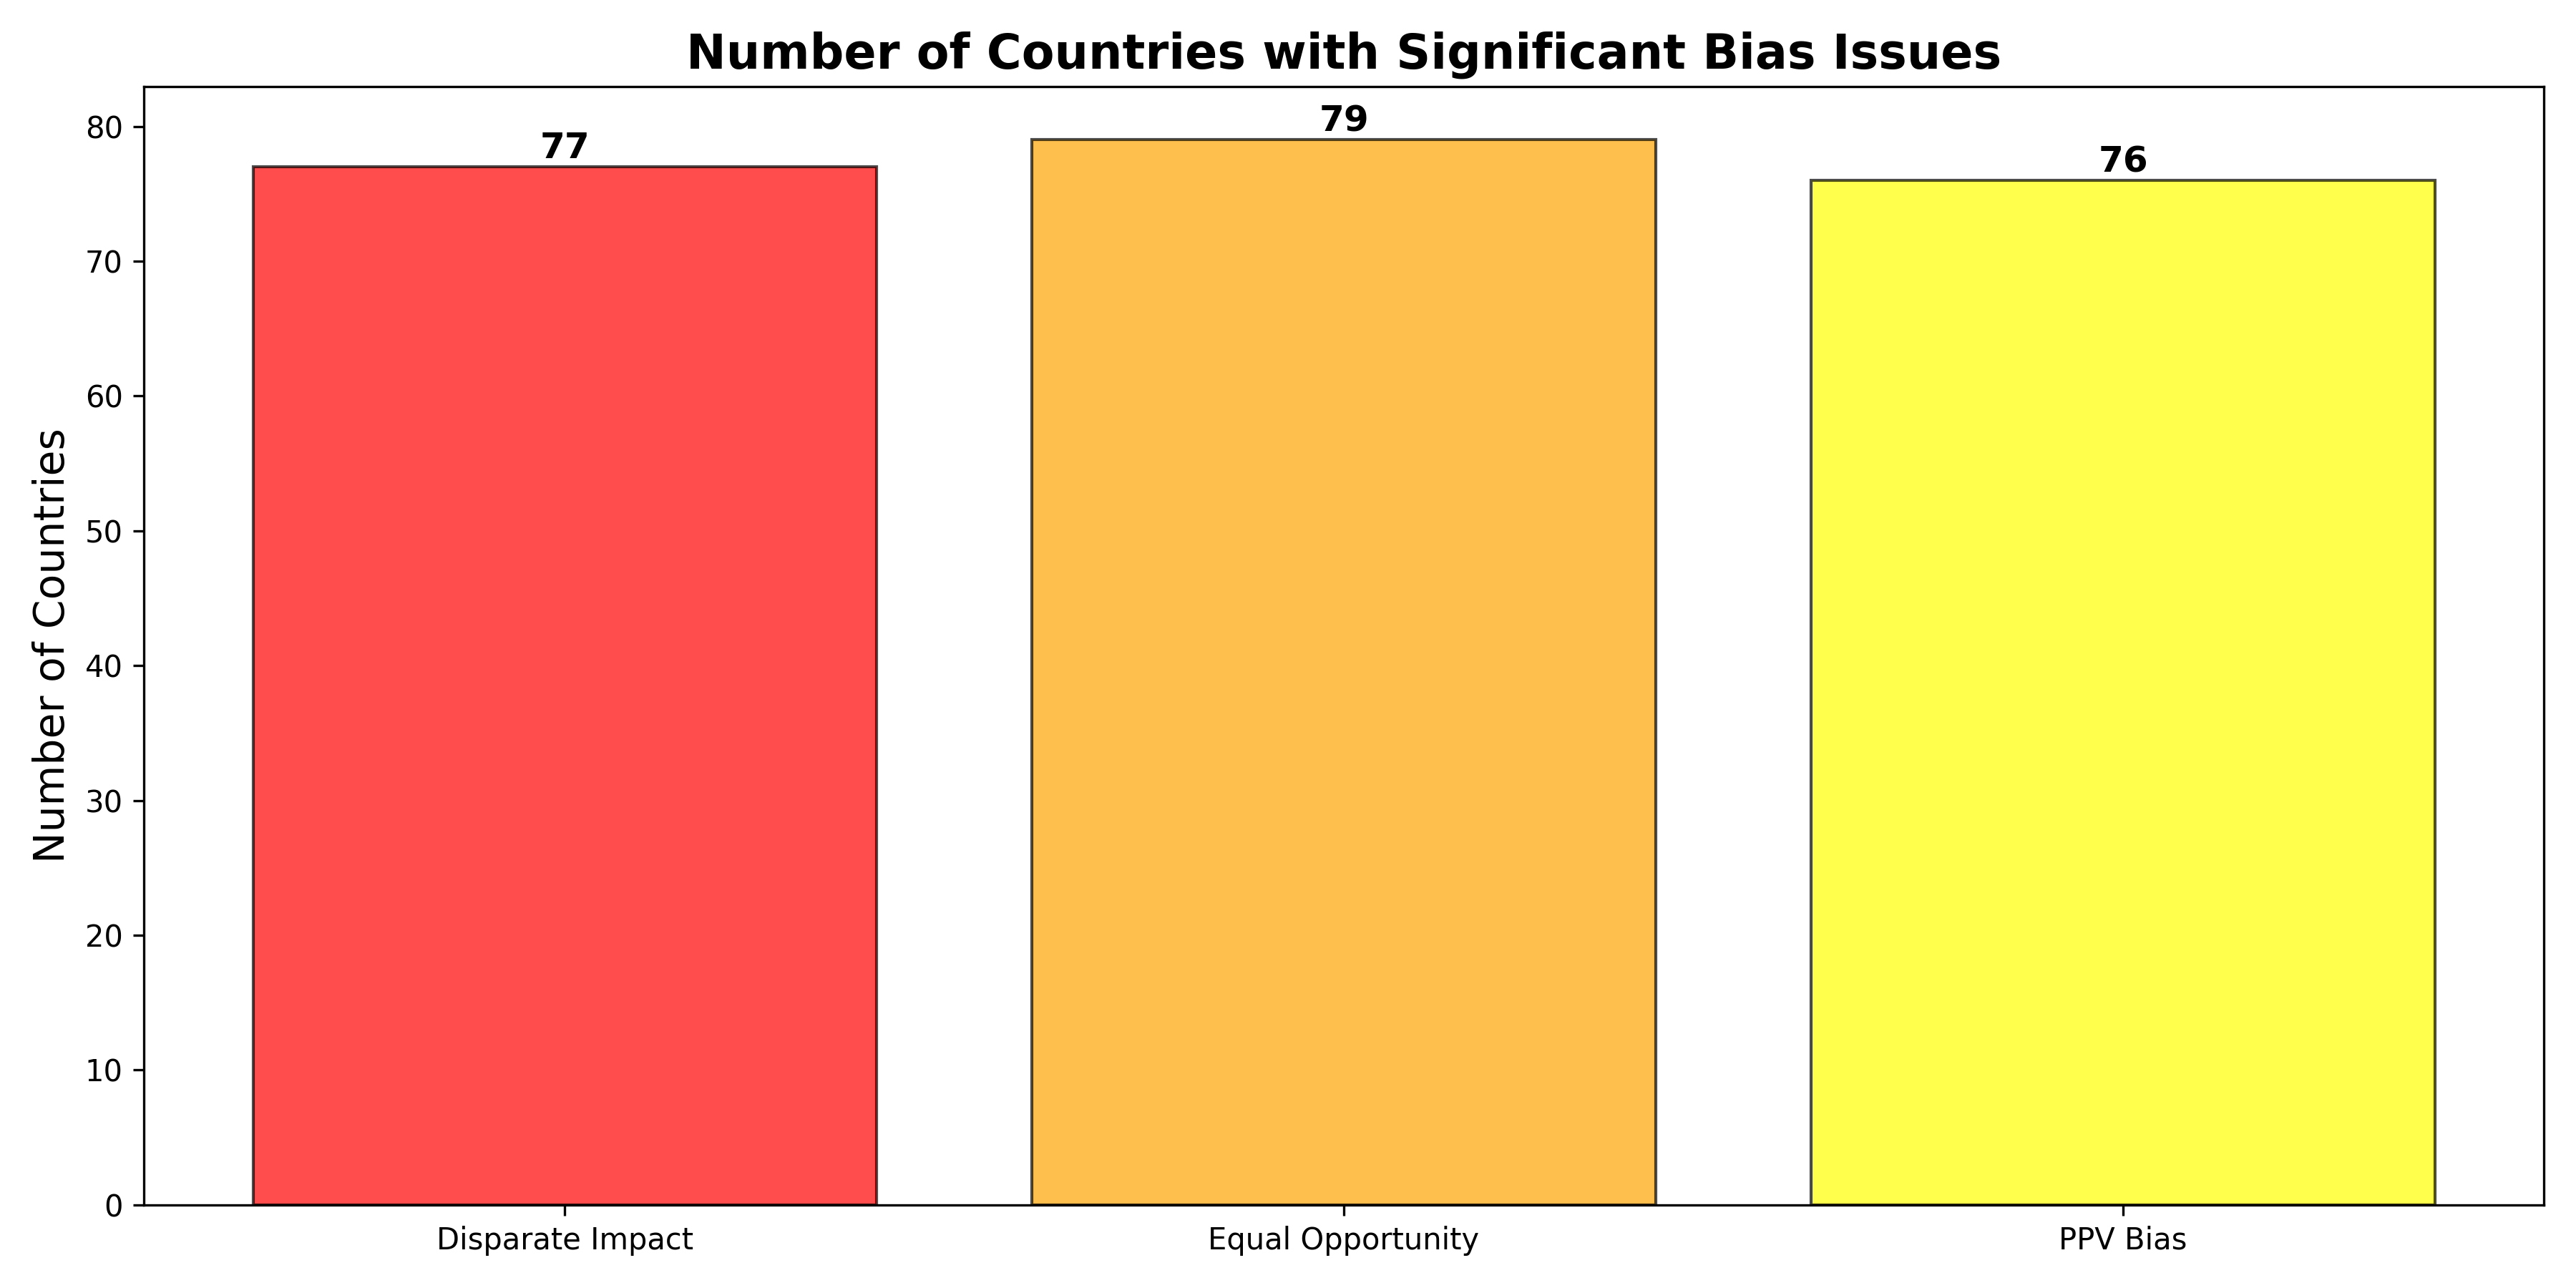 Number of Countries with Significant Bias Issues
Number of Countries
80
70
60
50
40
30
20
10
0
77
79
76
Disparate Impact
Equal Opportunity
PPV Bias